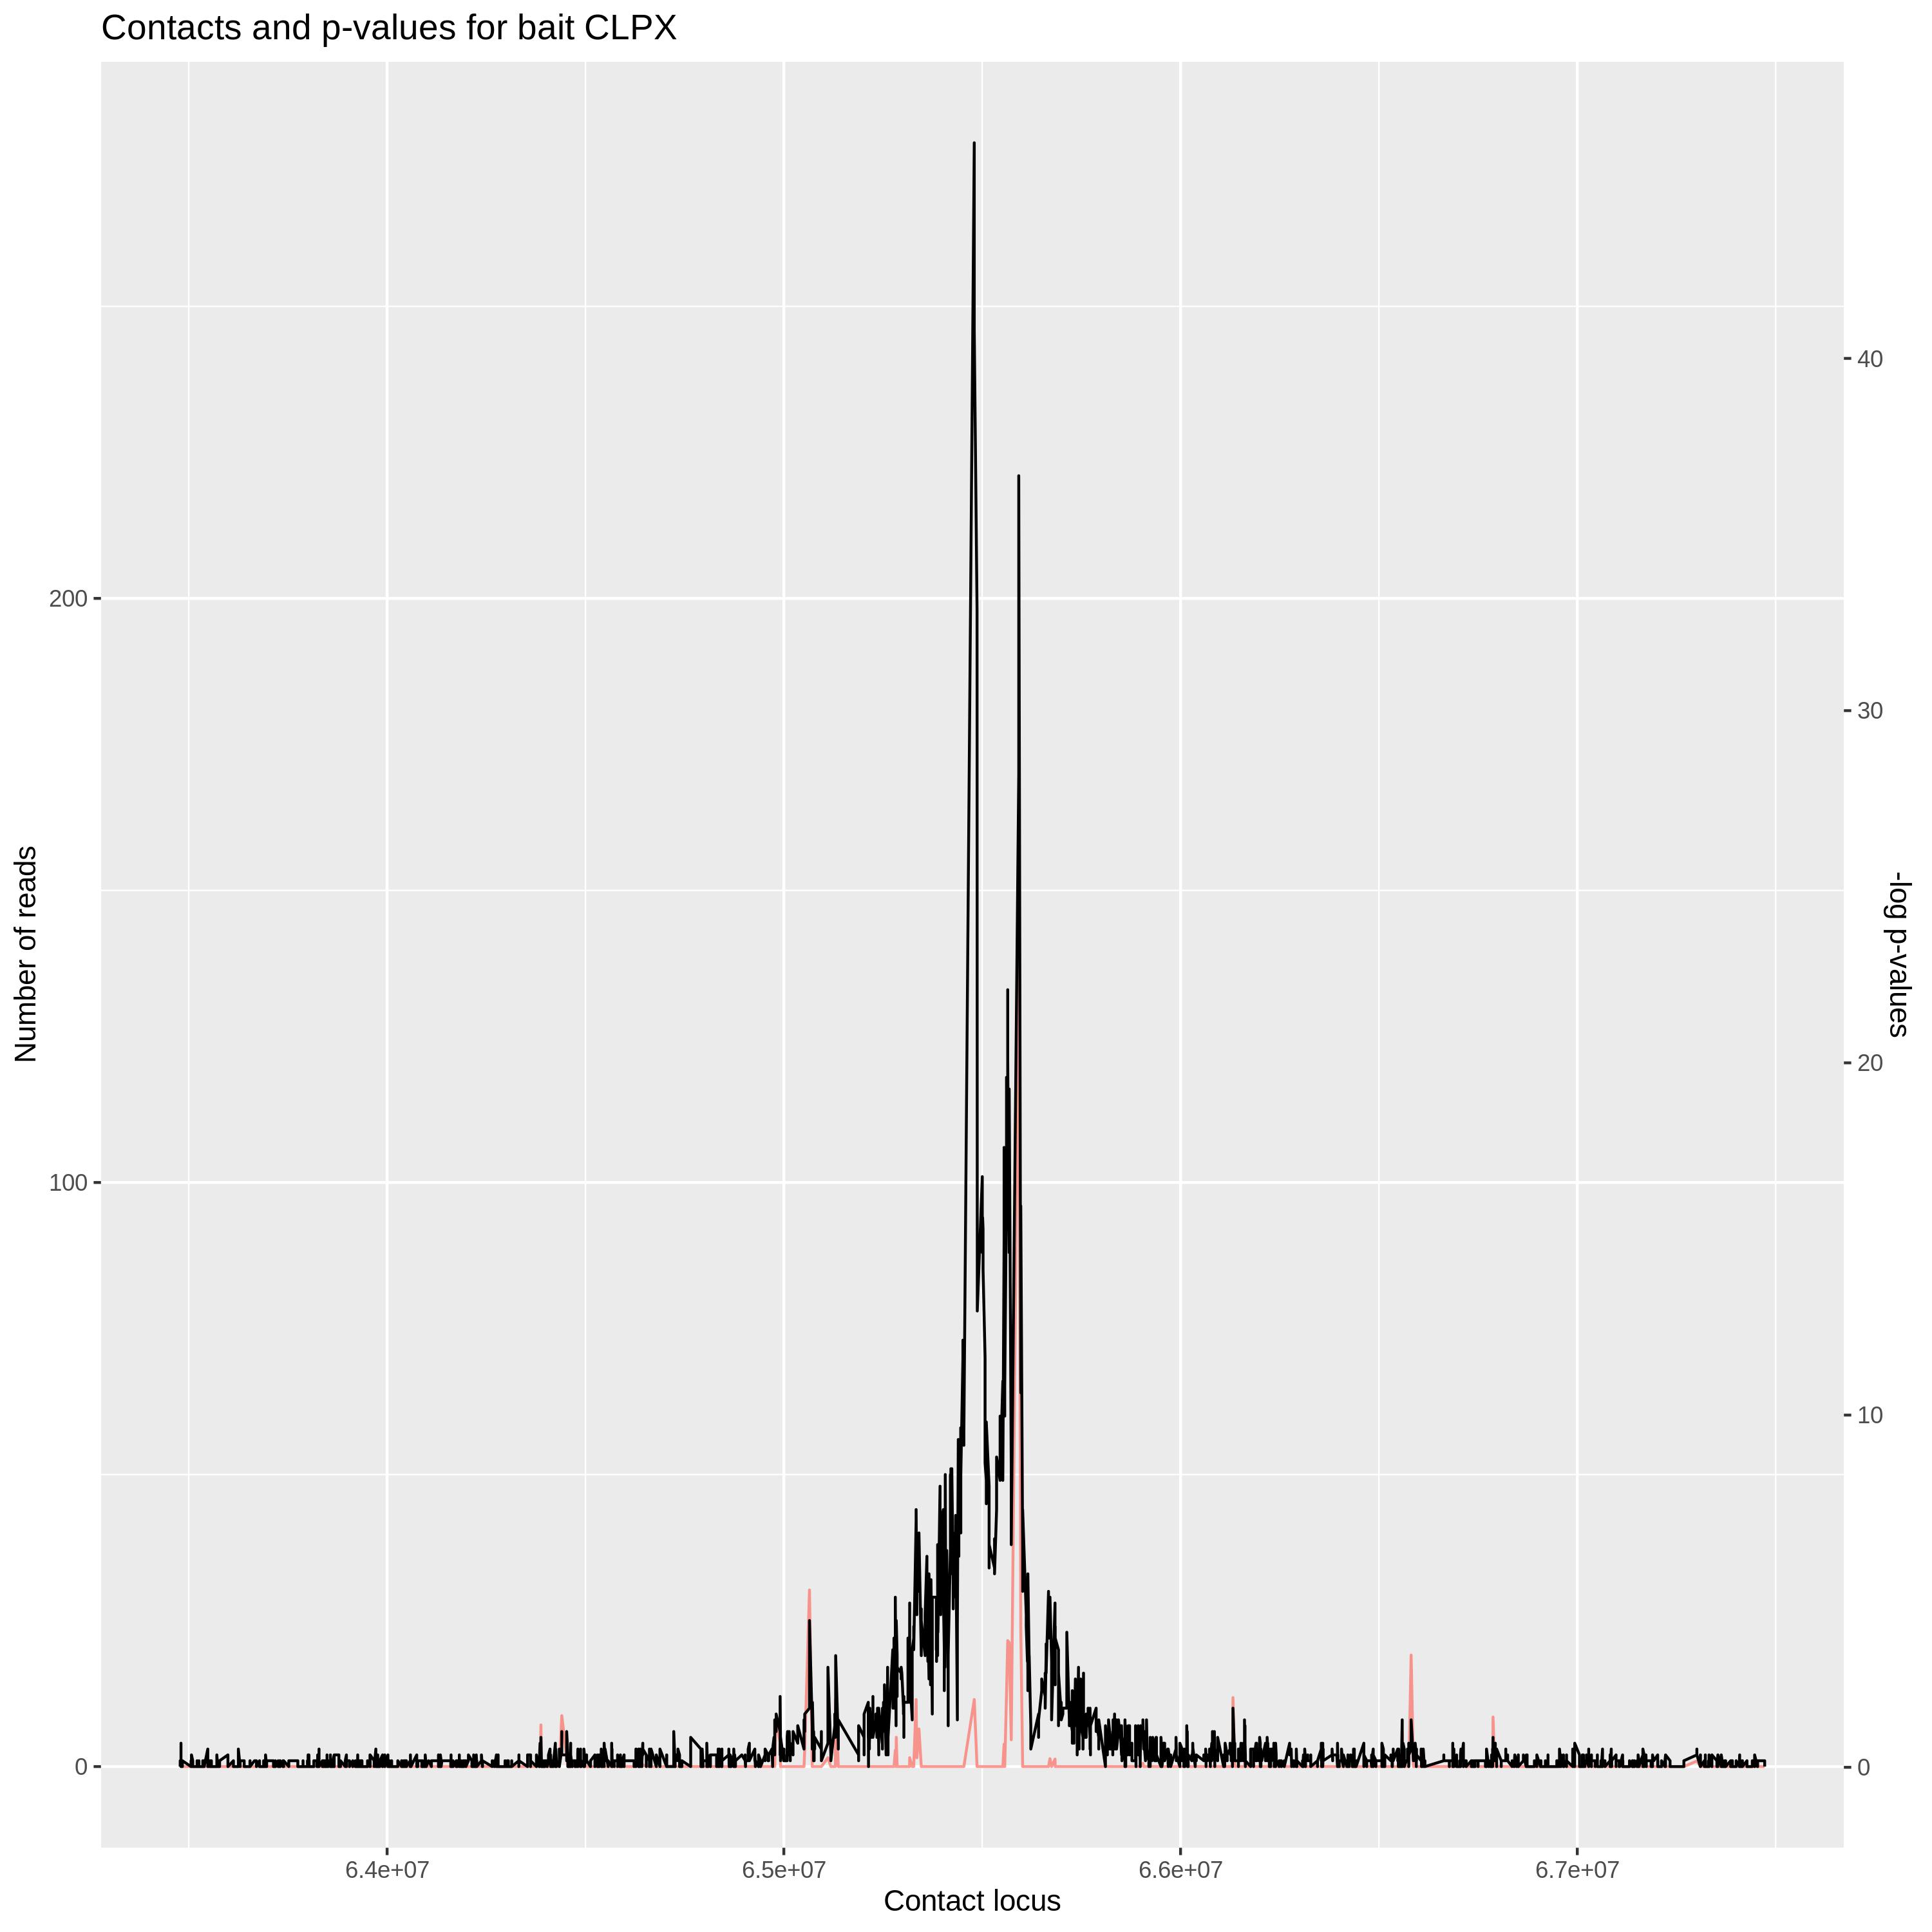 Contacts and p-values for bait CLPX
Number of reads
200
100
0
40
30
20
10
0
-log p-values
6.4e+07
6.5e+07
6.6e+07
6.7e+07
Contact locus